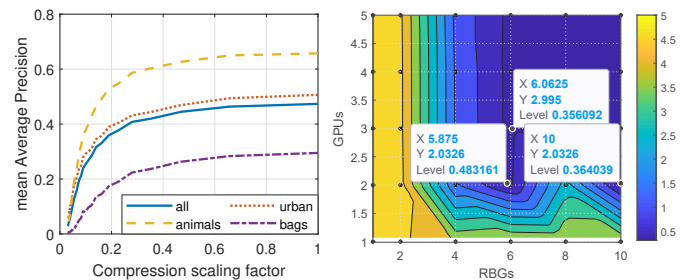 0.8
0.6
0.4
0.2
0
mean Average Precision
0 0.2 0.4 0.6 0.8 1
Compression scaling factor
all urban
animals bags
5
4.5
4
3.5
3
2.5
2
1.5
1
GPUs
2 4 6 8 10
RBGs
X 6.0625
Y 2.995
Level 0.356092
X 5.875
Y 2.0326
Level 0.483161
X 10
Y 2.0326
Level 0.364039
5
4.5
4
3.5
3
2.5
2
1.5
1
0.5